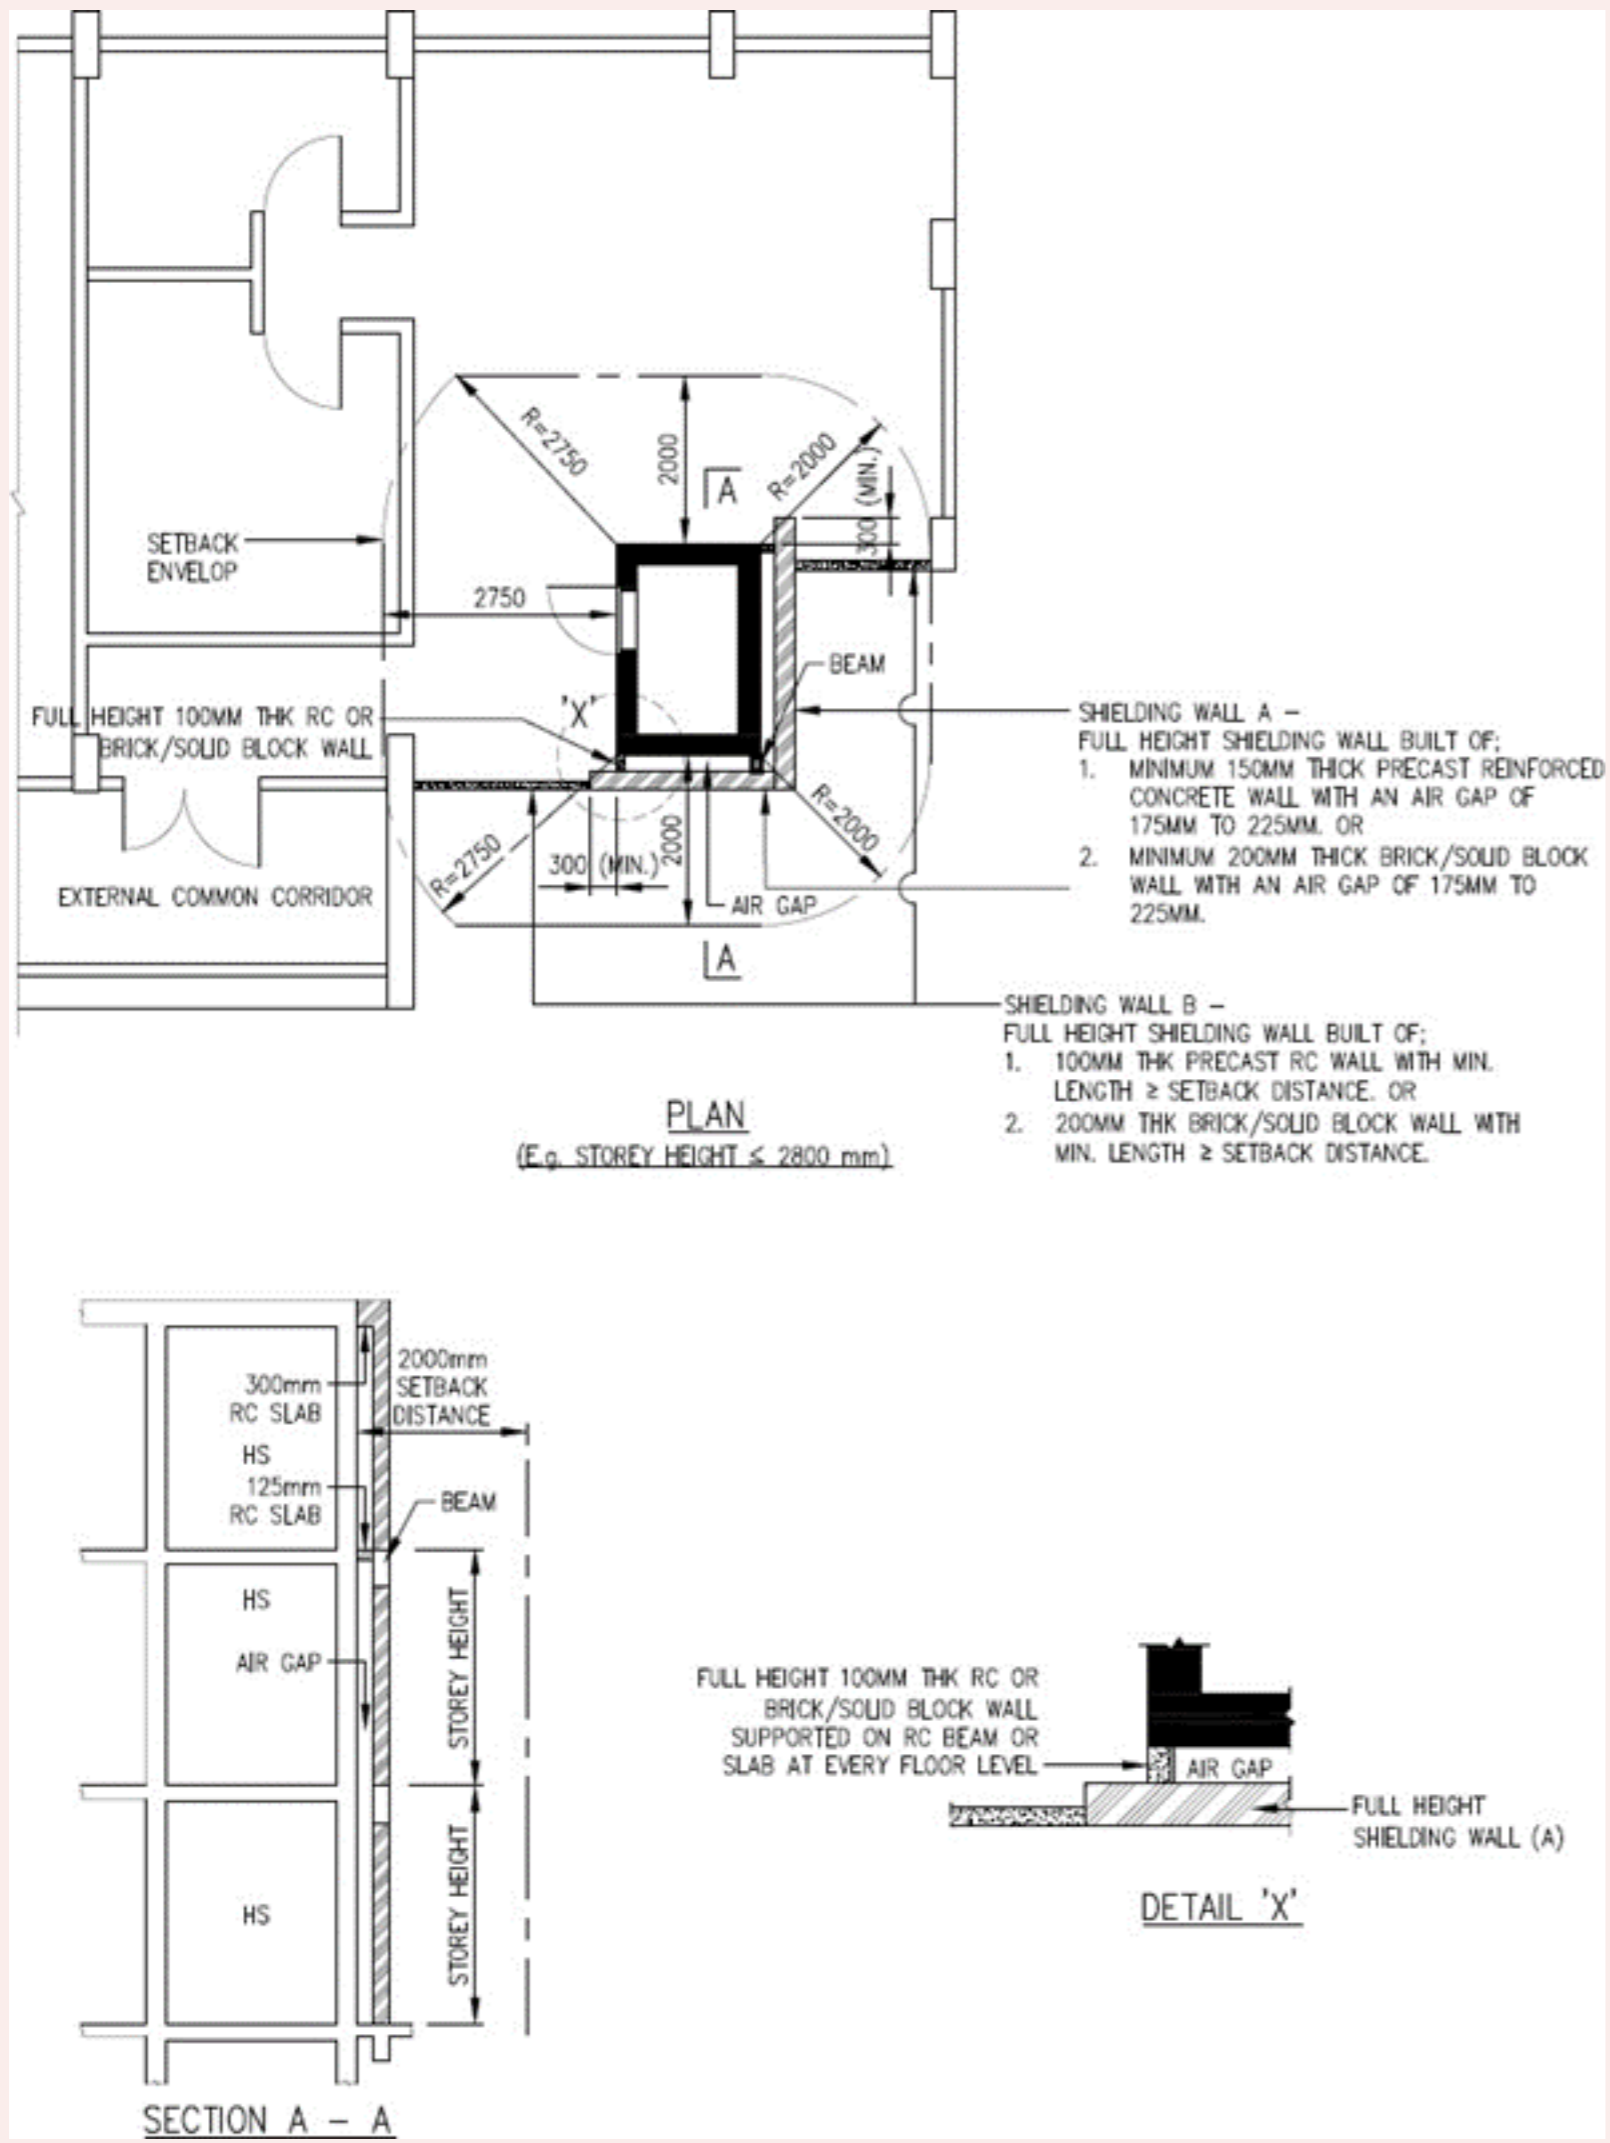 R=2750
2000
A
R=2000
300 (MIN.)
SETBACK
ENVELOP
2750
BEAM
'X'
FULL HEIGHT 100MM THK RC OR
BRICK/SOLID BLOCK WALL
SHIELDING WALL A –
FULL HEIGHT SHIELDING WALL BUILT OF;
1. MINIMUM 150MM THICK PRECAST REINFORCED
CONCRETE WALL WITH AN AIR GAP OF
175MM TO 225MM. OR
2. MINIMUM 200MM THICK BRICK/SOLID BLOCK
WALL WITH AN AIR GAP OF 175MM TO
225MM.
R=2750
300 (MIN.)
2000
R=2000
EXTERNAL COMMON CORRIDOR
AIR GAP
A
SHIELDING WALL B –
FULL HEIGHT SHIELDING WALL BUILT OF;
1. 100MM THK PRECAST RC WALL WITH MIN.
LENGTH ≥ SETBACK DISTANCE. OR
2. 200MM THK BRICK/SOLID BLOCK WALL WITH
MIN. LENGTH ≥ SETBACK DISTANCE.
PLAN
(E.g. STOREY HEIGHT ≤ 2800 mm)
2000mm
SETBACK
DISTANCE
300mm
RC SLAB
HS
125mm
RC SLAB
BEAM
HS
STOREY HEIGHT
AIR GAP
HS
STOREY HEIGHT
SECTION A – A
FULL HEIGHT 100MM THK RC OR
BRICK/SOLID BLOCK WALL
SUPPORTED ON RC BEAM OR
SLAB AT EVERY FLOOR LEVEL
AIR GAP
FULL HEIGHT
SHIELDING WALL (A)
DETAIL 'X'